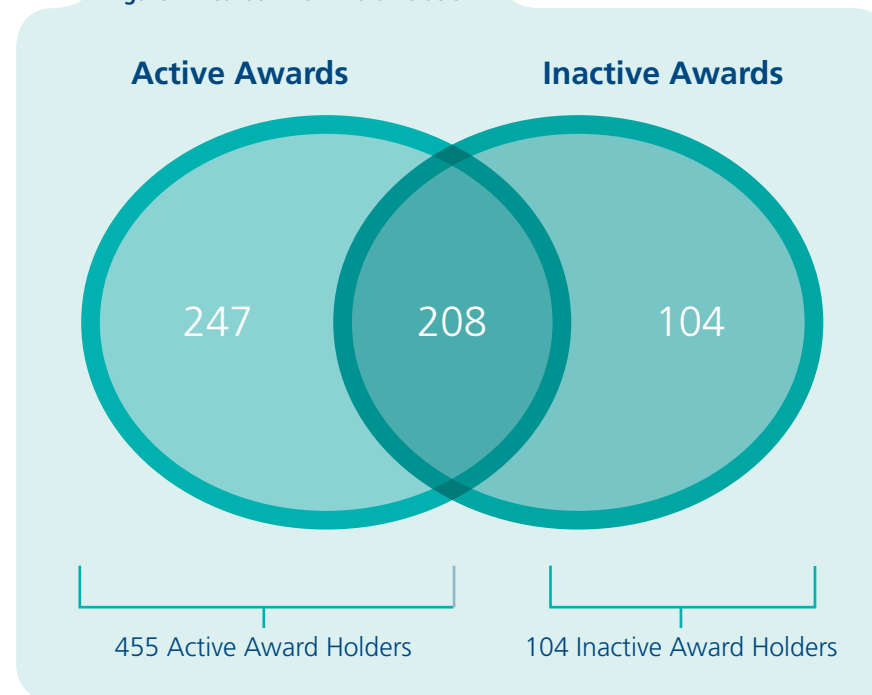 Active Awards
Inactive Awards
247
208
104
455 Active Award Holders
104 Inactive Award Holders